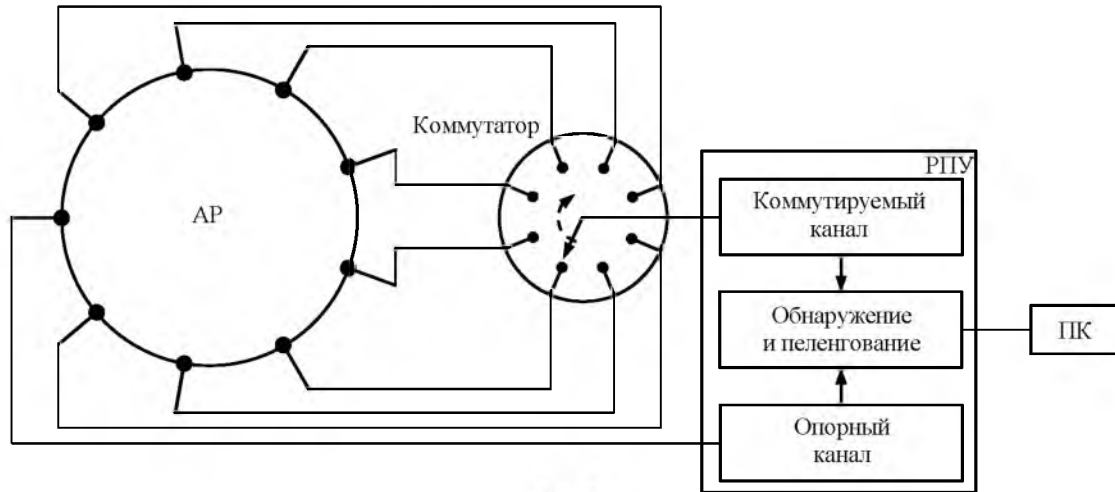 Коммутатор
АР
РПУ
Коммутируемый
канал
Обнаружение
и пеленгование
ПК
Опорный
канал